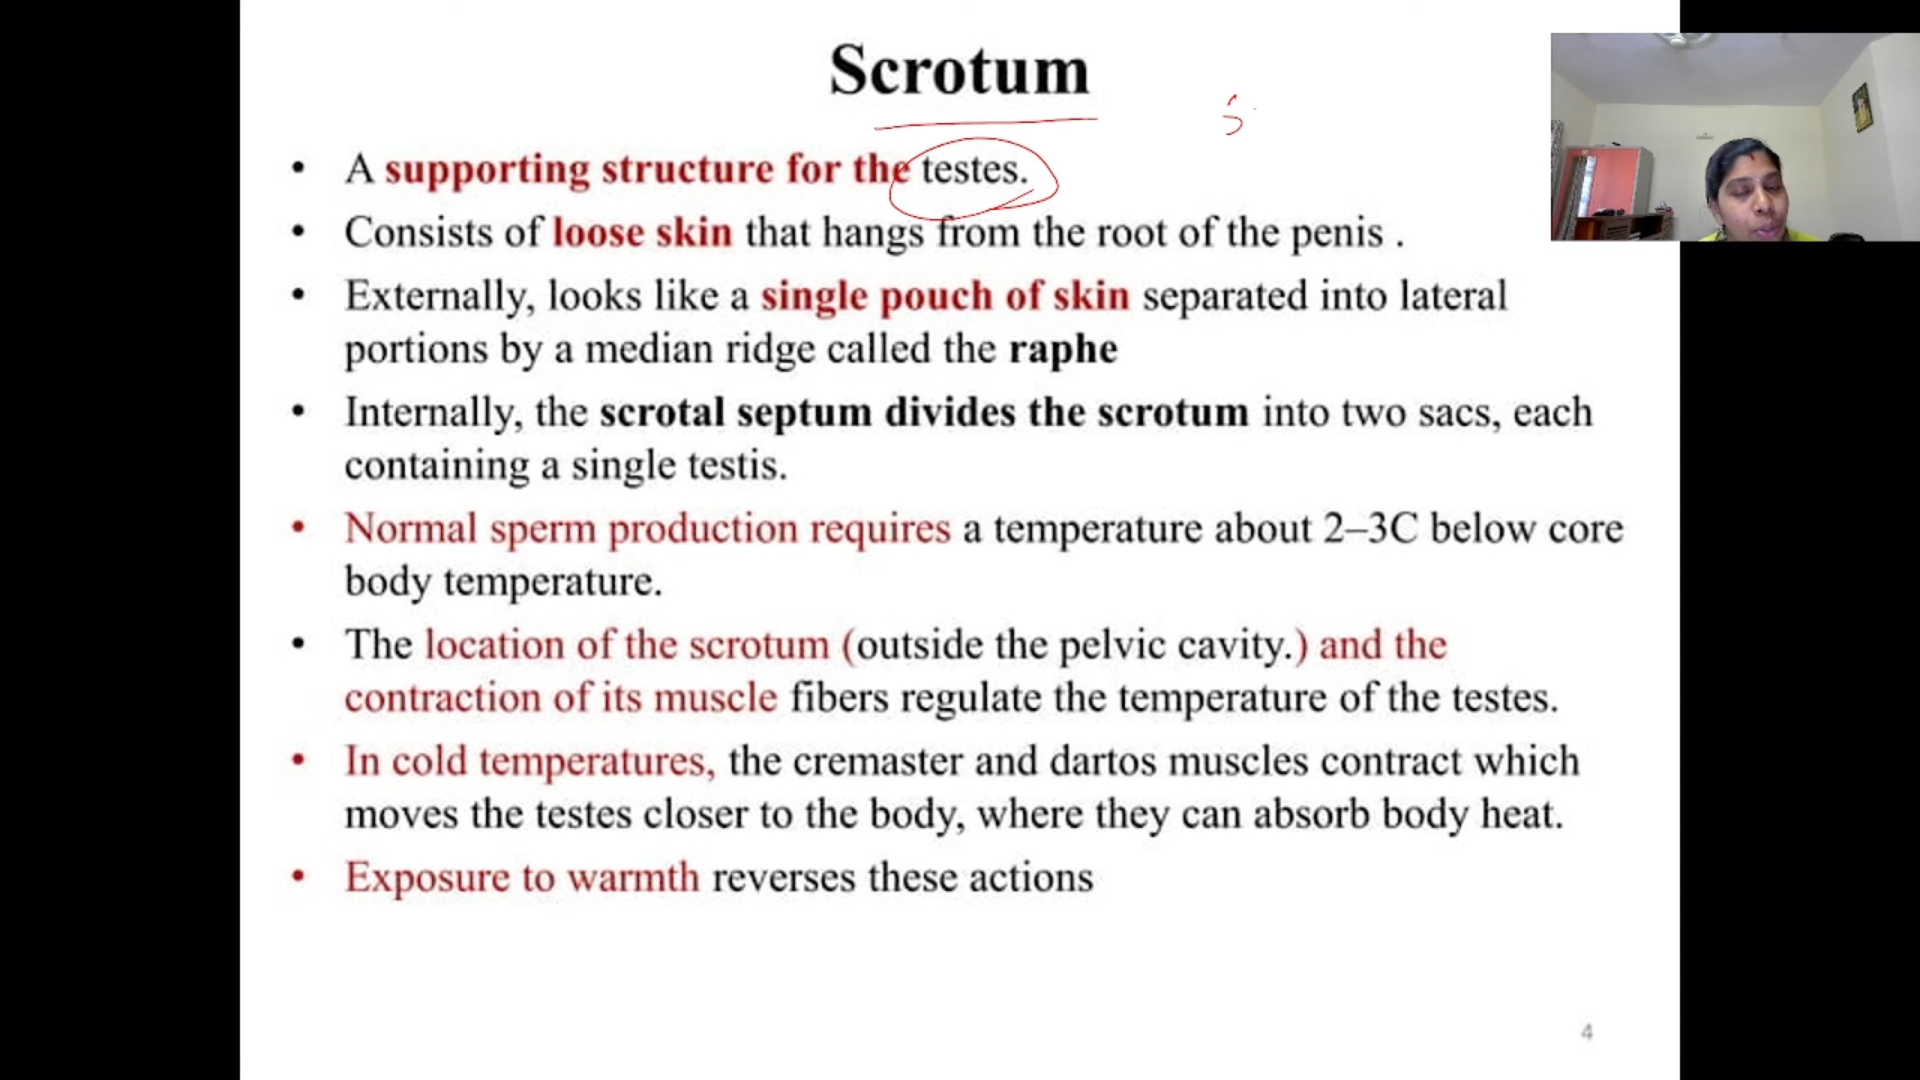 Scrotum
S
• A supporting structure for the testes.
• Consists of loose skin that hangs from the root of the penis .
• Externally, looks like a single pouch of skin separated into lateral
portions by a median ridge called the raphe
• Internally, the scrotal septum divides the scrotum into two sacs, each
containing a single testis.
• Normal sperm production requires a temperature about 2–3C below core
body temperature.
• The location of the scrotum (outside the pelvic cavity.) and the
contraction of its muscle fibers regulate the temperature of the testes.
• In cold temperatures, the cremaster and dartos muscles contract which
moves the testes closer to the body, where they can absorb body heat.
• Exposure to warmth reverses these actions
4